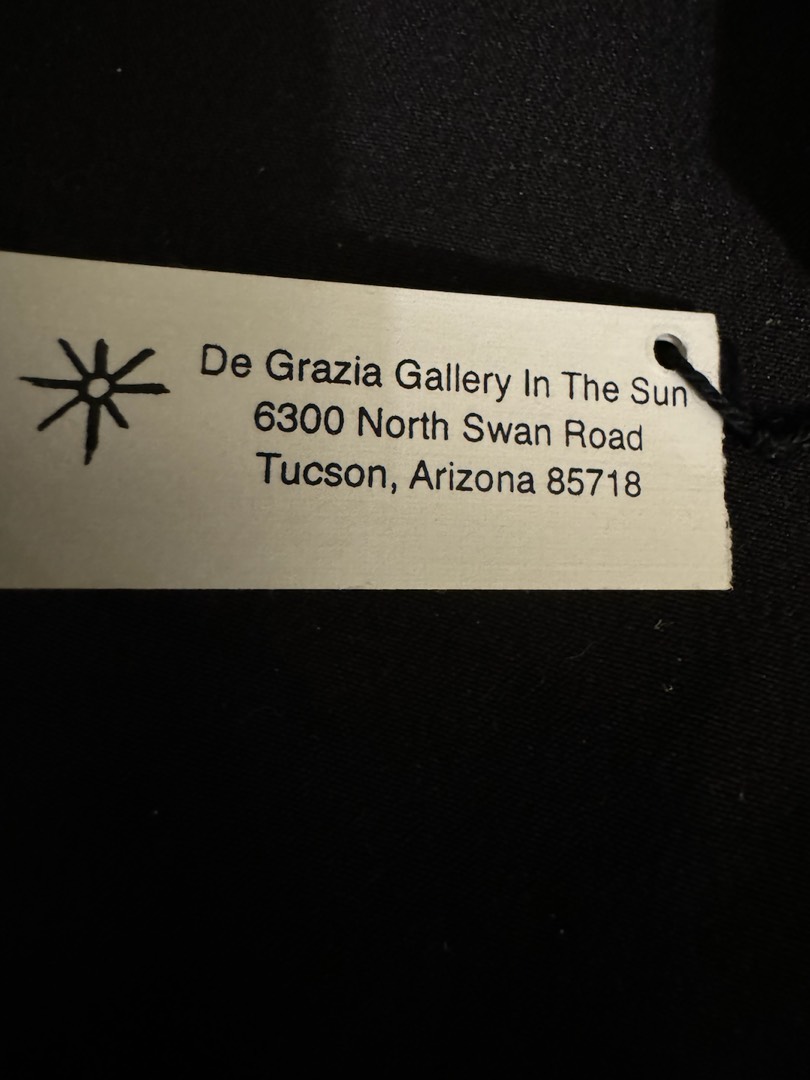 De Grazia Gallery In The Sun
6300 North Swan Road
Tucson, Arizona 85718